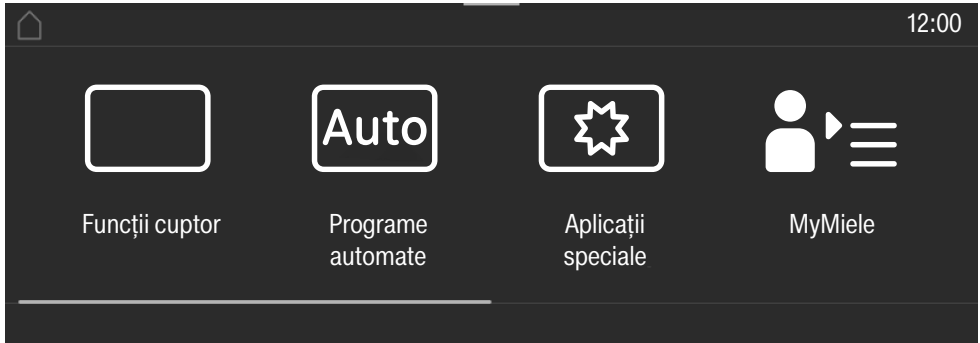 12:00
Auto
Funcții cuptor
Programe
automate
Aplicații
speciale
MyMiele